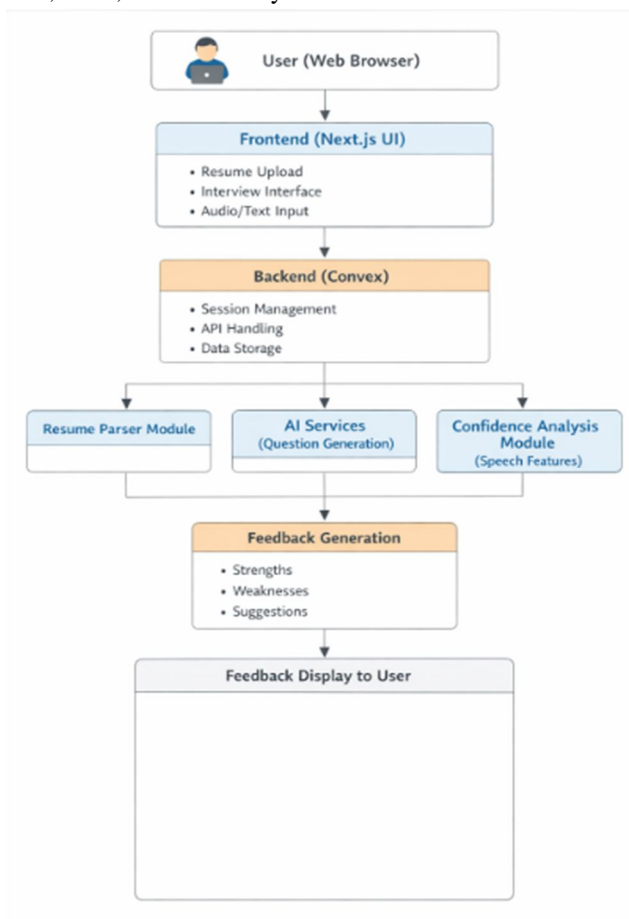 User (Web Browser)
Frontend (Next.js UI)
• Resume Upload
• Interview Interface
• Audio/Text Input
Backend (Convex)
• Session Management
• API Handling
• Data Storage
Resume Parser Module
AI Services
(Question Generation)
Confidence Analysis
Module
(Speech Features)
Feedback Generation
• Strengths
• Weaknesses
• Suggestions
Feedback Display to User